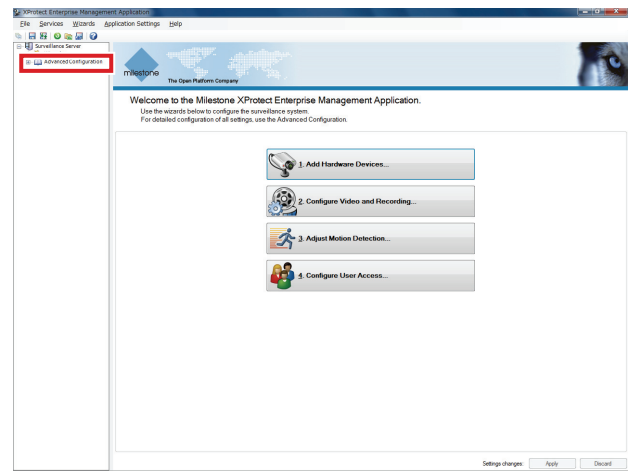 XProtect Enterprise Management Application
File Services Wizards Application Settings Help
Surveillance Server
Advanced Configuration
milestone
The Open Platform Company
Welcome to the Milestone XProtect Enterprise Management Application.
Use the wizards below to configure the surveillance system.
For detailed configuration of all settings, use the Advanced Configuration.
1. Add Hardware Devices...
2. Configure Video and Recording...
3. Adjust Motion Detection...
4. Configure User Access...
Settings changes: Apply Discard